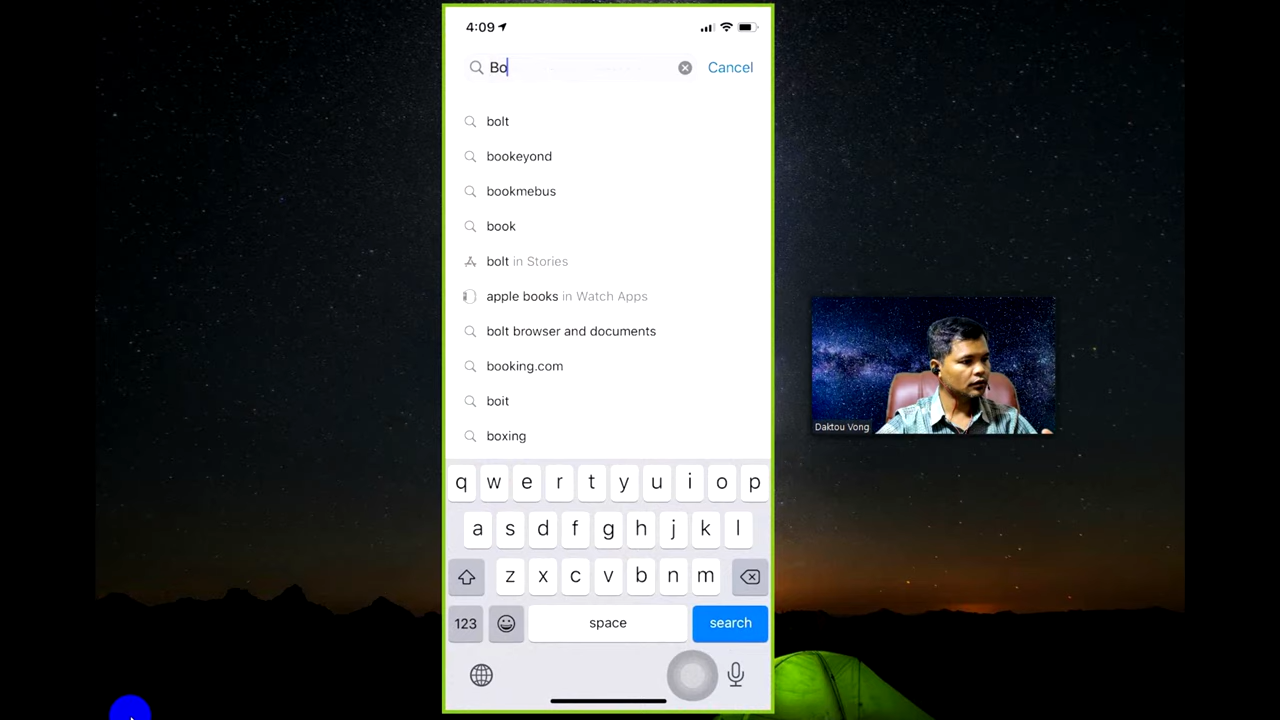 4:09
Bo
Cancel
bolt
bookeyond
bookmebus
book
bolt in Stories
apple books in Watch Apps
bolt browser and documents
booking.com
boit
boxing
q w e r t y u i o p
a s d f g h j k l
z x c v b n m
123 space search
Daktou Vong